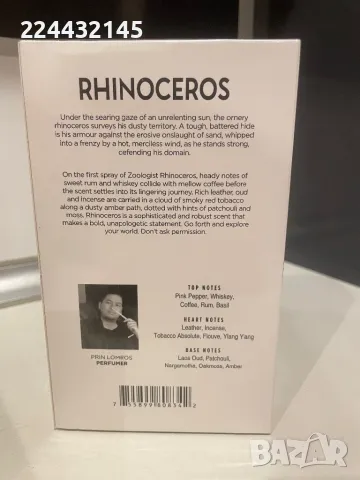 224432145
RHINOCEROS
Under the searing gaze of an unrelenting sun, the ornery
rhinoceros surveys his dusty territory. A tough, battered hide
is his armour against the erosive onslaught of sand, whipped
into a frenzy by a hot, merciless wind, as he stands strong,
defending his domain.
On the first spray of Zoologist Rhinoceros, heady notes of
sweet rum and whiskey collide with mellow coffee before
the scent settles into its lingering journey. Rich leather, oud
and incense are carried in a cloud of smoky red tobacco
along a dusty amber path, dotted with hints of patchouli and
moss. Rhinoceros is a sophisticated and robust scent that
makes a bold, unapologetic statement. Go forth and explore
your world. Don't ask permission.
TOP NOTES
Pink Pepper, Whiskey,
Coffee, Rum, Basil
HEART NOTES
Leather, Incense,
Tobacco Absolute, Flouve, Ylang Ylang
BASE NOTES
Laos Oud, Patchouli,
Nargamotha, Oakmoss, Amber
PRIN LOMROS
PERFUMER
BAZAR